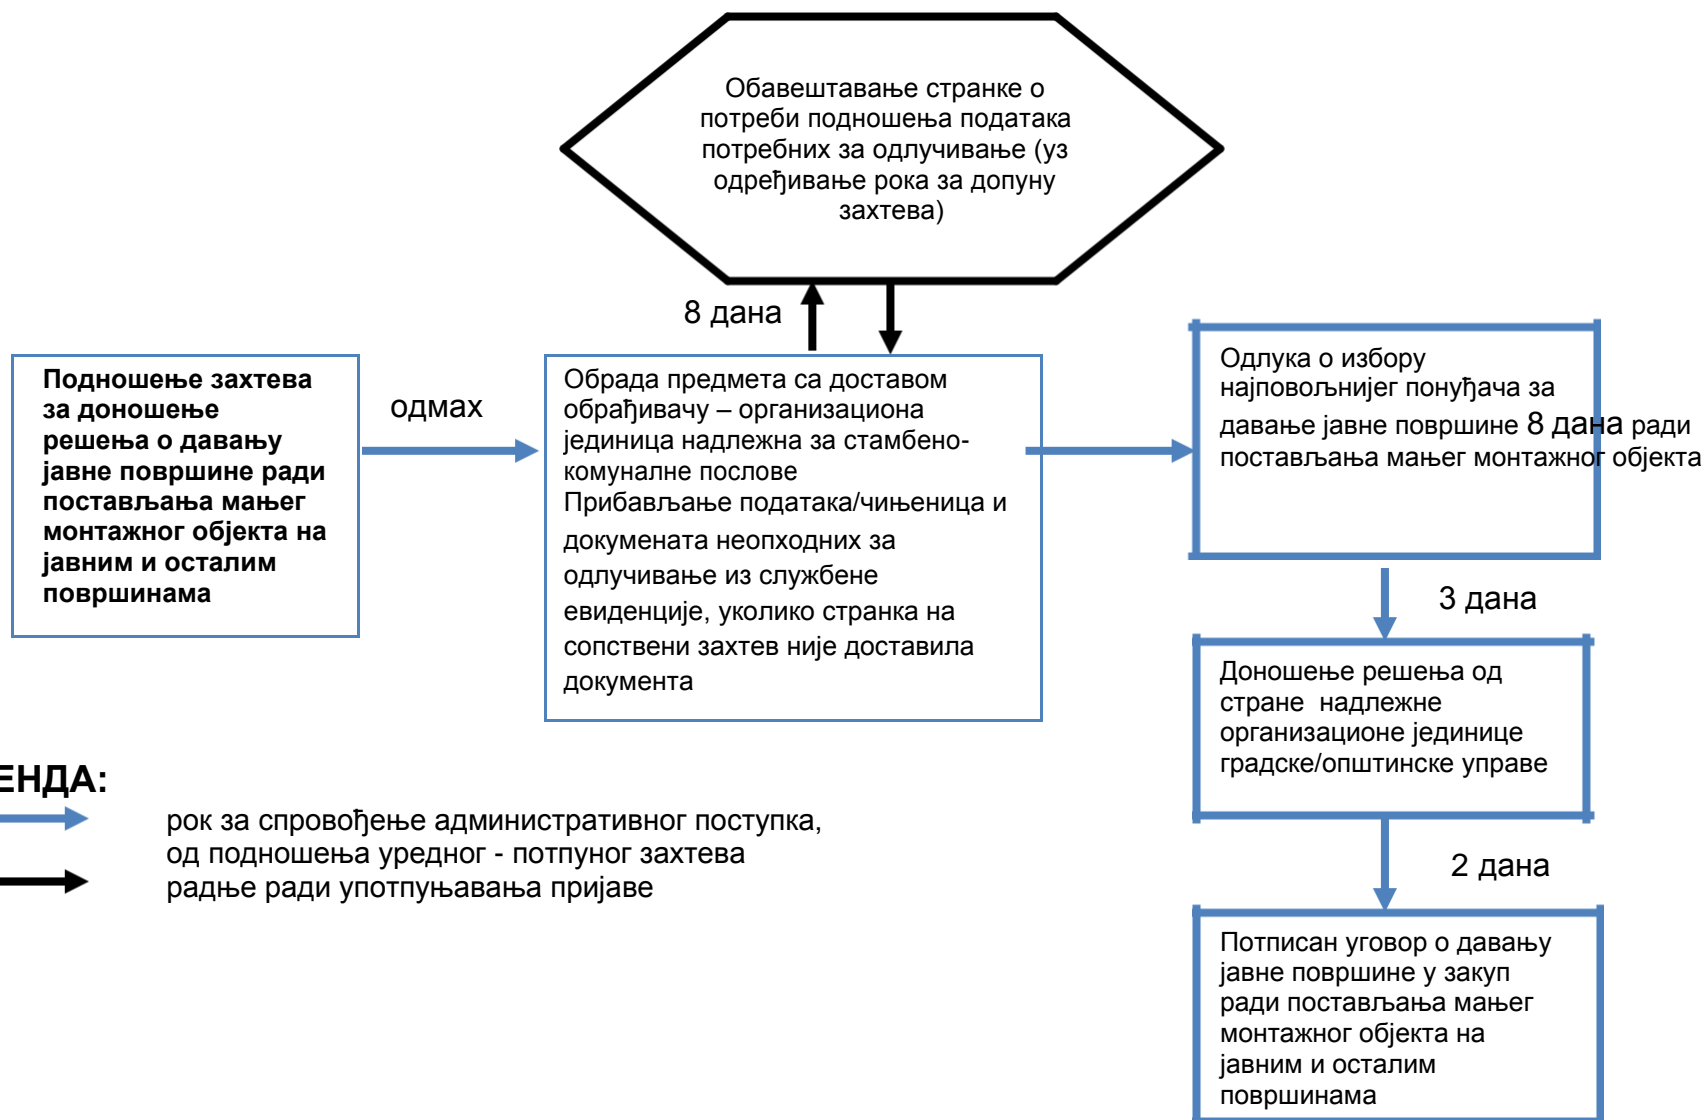 Обавештавање странке о
потреби подношења података
потребних за одлучивање (уз
одређивање рока за допуну
захтева)
8 дана
Подношење захтева
за доношење
решења о давању
јавне површине ради
постављања мањег
монтажног објекта на
јавним и осталим
површинама
одмах
Обрада предмета са доставом
обрађивачу – организациона
јединица надлежна за стамбено-
комуналне послове
Прибављање података/чињеница и
докумената неопходних за
одлучивање из службене
евиденције, уколико странка на
сопствени захтев није доставила
документа
Одлука о избору
најповољнијег понуђача за
давање јавне површине 8 дана ради
постављања мањег монтажног објекта
3 дана
Доношење решења од
стране надлежне
организационе јединице
градске/општинске управе
2 дана
Потписан уговор о давању
јавне површине у закуп
ради постављања мањег
монтажног објекта на
јавним и осталим
површинама
ЕНДА:
рок за спровођење административног поступка,
од подношења уредног - потпуног захтева
радње ради употпуњавања пријаве